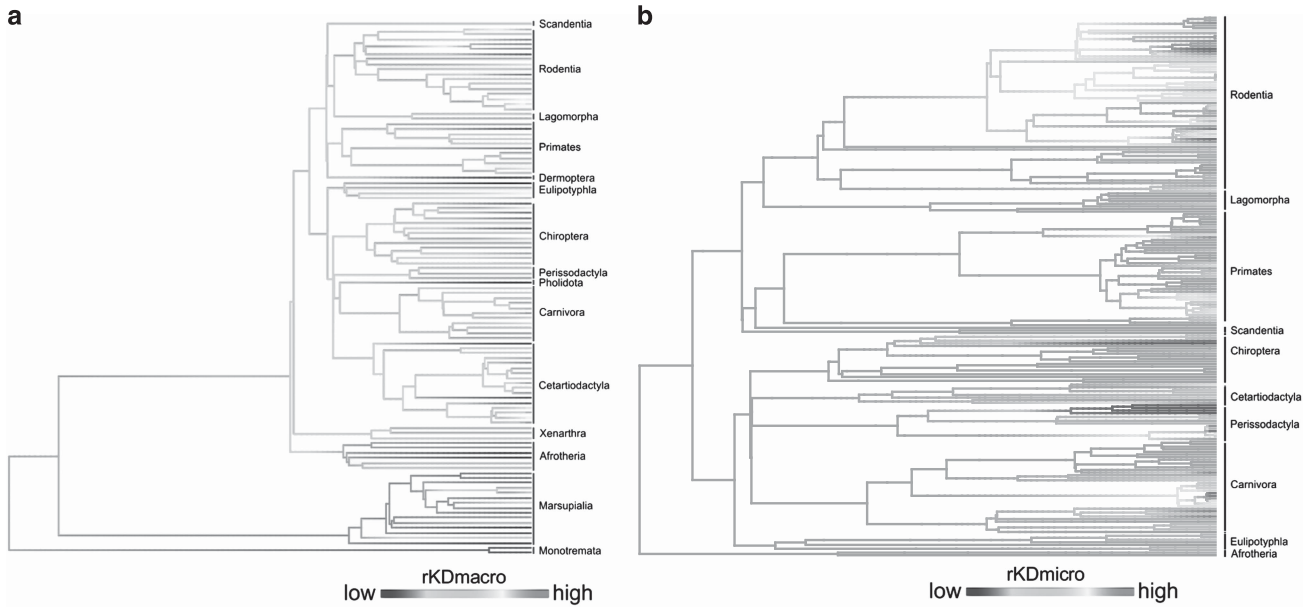 a
Scandentia
Rodentia
Lagomorpha
Primates
Dermoptera
Eulipotyphla
Chiroptera
Perissodactyla
Pholidota
Carnivora
Cetartiodactyla
Xenarthra
Afrotheria
Marsupialia
Monotremata
rKDmacro
low high
b
Rodentia
Lagomorpha
Primates
Scandentia
Chiroptera
Cetartiodactyla
Perissodactyla
Carnivora
Eulipotyphla
Afrotheria
rKDmicro
low high